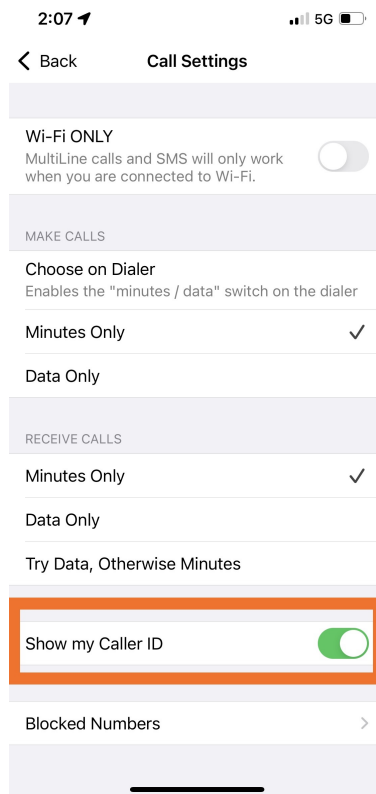 2:07
5G
Back
Call Settings
Wi-Fi ONLY
MultiLine calls and SMS will only work
when you are connected to Wi-Fi.
MAKE CALLS
Choose on Dialer
Enables the "minutes / data" switch on the dialer
Minutes Only
Data Only
RECEIVE CALLS
Minutes Only
Data Only
Try Data, Otherwise Minutes
Show my Caller ID
Blocked Numbers